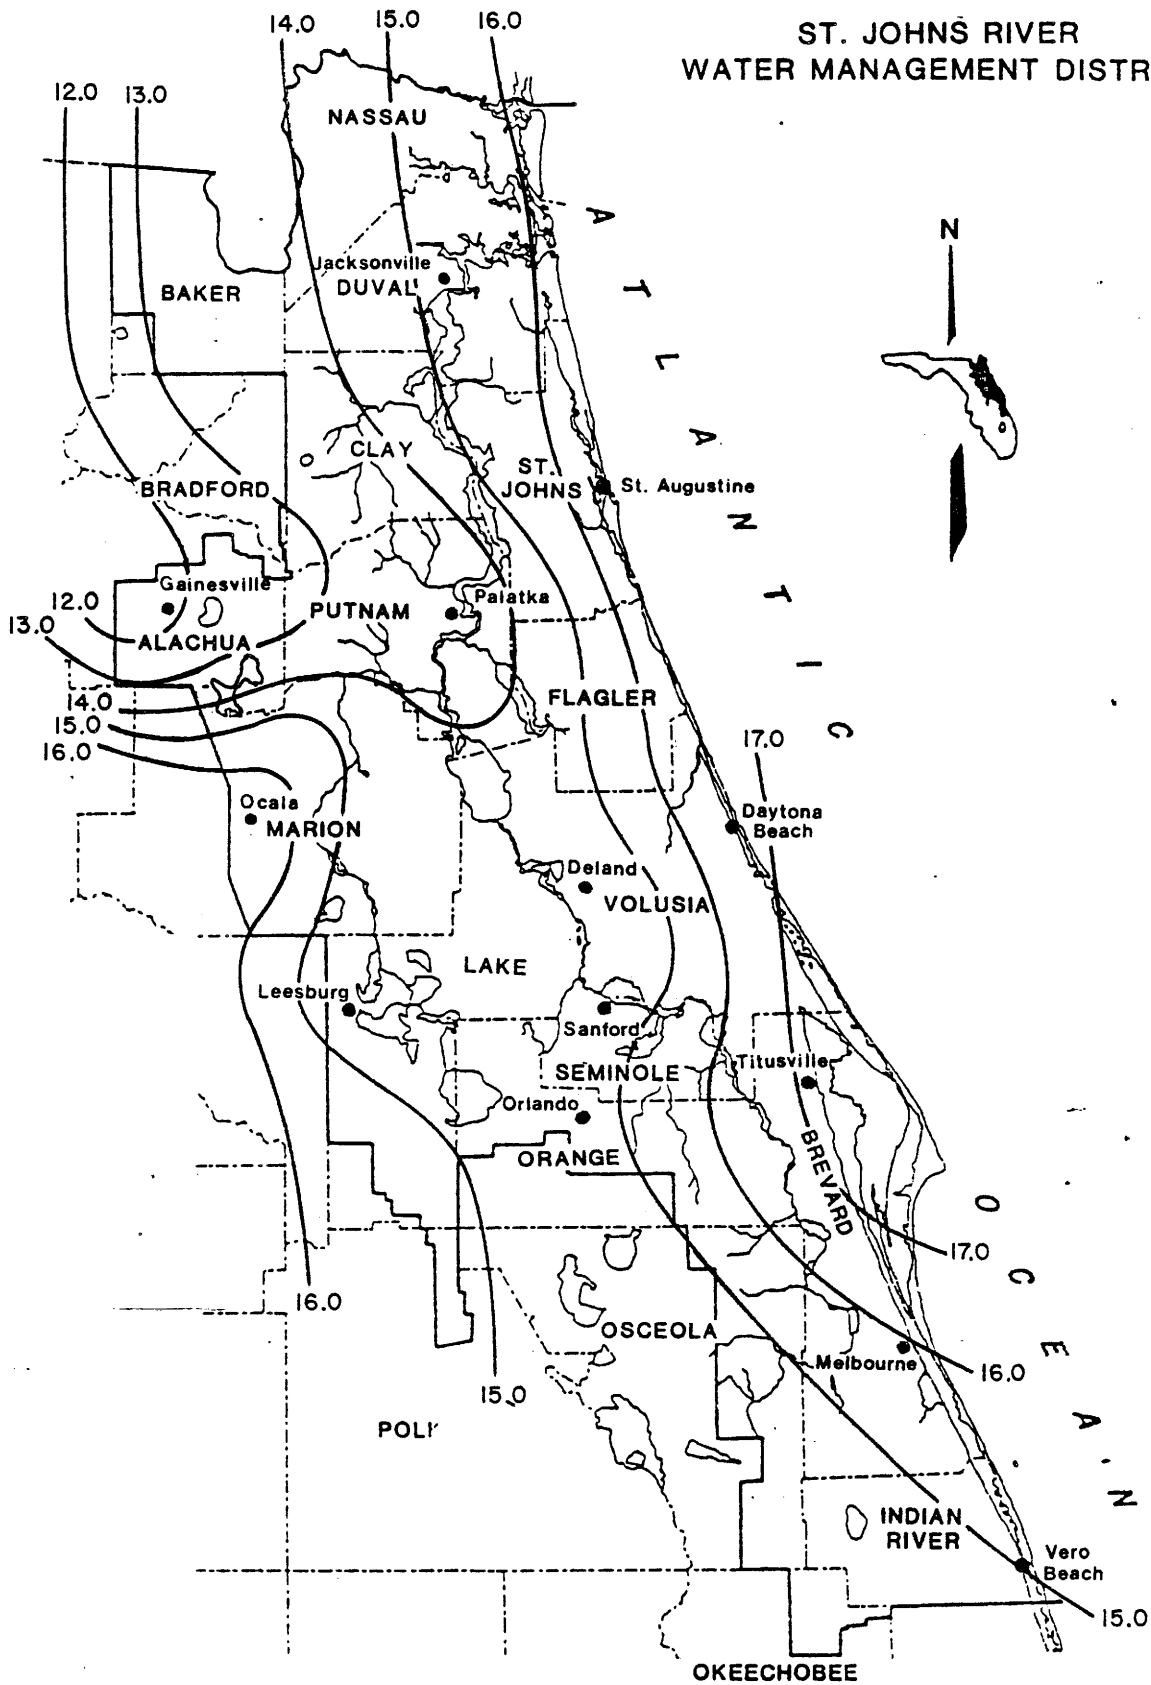 ST. JOHNS RIVER
WATER MANAGEMENT DISTR
14.0
15.0
16.0
12.0
13.0
NASSAU
A
T
L
A
N
T
I
C
N
Jacksonville
DUVAL
BAKER
CLAY
ST.
JOHNS
St. Augustine
BRADFORD
Gainesville
12.0
13.0
ALACHUA
PUTNAM
Palatka
14.0
15.0
16.0
FLAGLER
17.0
Ocala
MARION
Daytona
Beach
Deland
VOLUSIA
LAKE
Leesburg
Sanford
SEMINOLE
Titusville
Orlando
ORANGE
BREVARD
O
C
E
A
N
17.0
16.0
OSCEOLA
Melbourne
16.0
15.0
INDIAN
RIVER
Vero
Beach
15.0
OKEECHOBEE